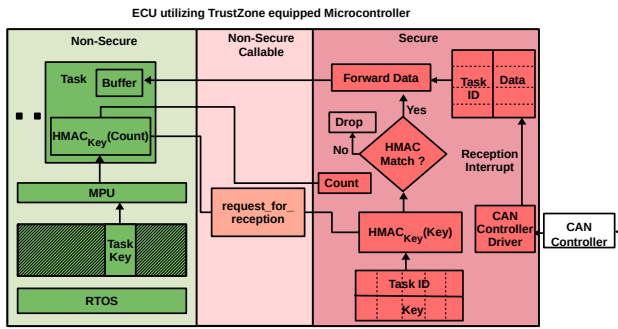 ECU utilizing TrustZone equipped Microcontroller
Non-Secure
Non-Secure
Callable
Secure
Task
Buffer
HMAC_Key(Count)
MPU
Task
Key
RTOS
request_for_
reception
Forward Data
Yes
Drop
No
HMAC
Match ?
Count
HMAC_Key(Key)
Task ID
Key
Task
ID
Data
Reception
Interrupt
CAN
Controller
Driver
CAN
Controller